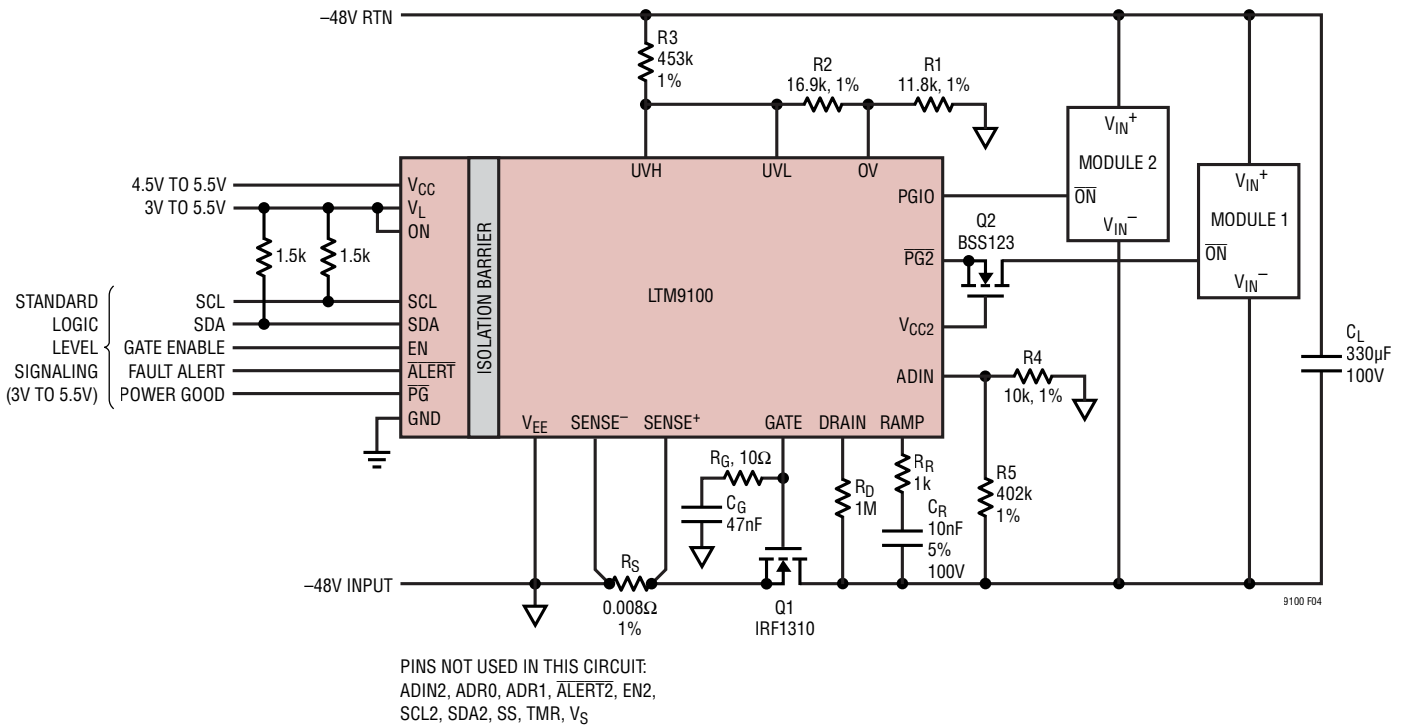 –48V RTN
R3
453k
1%
R2
16.9k, 1%
R1
11.8k, 1%
UVH
UVL
OV
4.5V TO 5.5V
VCC
3V TO 5.5V
VL
ON
1.5k
1.5k
ISOLATION BARRIER
LTM9100
PGIO
Q2
BSS123
PG2
VCC2
ADIN
VIN+
MODULE 2
ON
VIN–
VIN+
MODULE 1
ON
VIN–
STANDARD
LOGIC
LEVEL
SIGNALING
(3V TO 5.5V)
SCL
SDA
GATE ENABLE
FAULT ALERT
POWER GOOD
SCL
SDA
EN
ALERT
PG
GND
VEE
SENSE–
SENSE+
GATE
DRAIN
RAMP
R4
10k, 1%
CL
330µF
100V
RG, 10Ω
CG
47nF
RD
1M
RR
1k
CR
10nF
5%
100V
R5
402k
1%
–48V INPUT
RS
0.008Ω
1%
Q1
IRF1310
9100 F04
PINS NOT USED IN THIS CIRCUIT:
ADIN2, ADR0, ADR1, ALERT2, EN2,
SCL2, SDA2, SS, TMR, VS